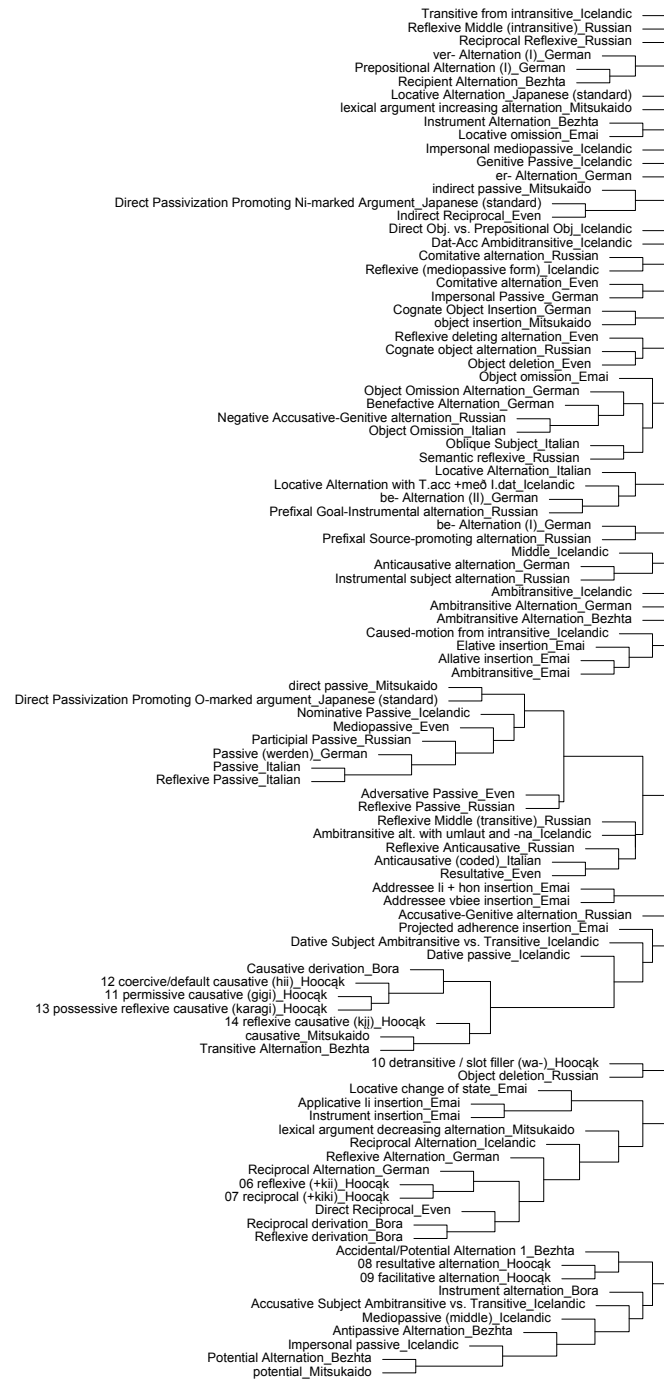 Transitive from intransitive_Icelandic
Reflexive Middle (intransitive)_Russian
Reciprocal Reflexive_Russian
ver- Alternation (I)_German
Prepositional Alternation (I)_German
Recipient Alternation_Bezhta
Locative Alternation_Japanese (standard)
lexical argument increasing alternation_Mitsukaido
Instrument Alternation_Bezhta
Locative omission_Emai
Impersonal mediopassive_Icelandic
Genitive Passive_Icelandic
er- Alternation_German
indirect passive_Mitsukaido
Direct Passivization Promoting Ni-marked Argument_Japanese (standard)
Indirect Reciprocal_Even
Direct Obj. vs. Prepositional Obj_Icelandic
Dat-Acc Ambiditransitive_Icelandic
Comitative alternation_Russian
Reflexive (mediopassive form)_Icelandic
Comitative alternation_Even
Impersonal Passive_German
Cognate Object Insertion_German
object insertion_Mitsukaido
Reflexive deleting alternation_Even
Cognate object alternation_Russian
Object deletion_Even
Object omission_Emai
Object Omission Alternation_German
Benefactive Alternation_German
Negative Accusative-Genitive alternation_Russian
Object Omission_Italian
Oblique Subject_Italian
Semantic reflexive_Russian
Locative Alternation_Italian
Locative Alternation with T.acc +með I.dat_Icelandic
be- Alternation (II)_German
Prefixal Goal-Instrumental alternation_Russian
be- Alternation (I)_German
Prefixal Source-promoting alternation_Russian
Middle_Icelandic
Anticausative alternation_German
Instrumental subject alternation_Russian
Ambitransitive_Icelandic
Ambitransitive Alternation_German
Ambitransitive Alternation_Bezhta
Caused-motion from intransitive_Icelandic
Elative insertion_Emai
Allative insertion_Emai
Ambitransitive_Emai
direct passive_Mitsukaido
Direct Passivization Promoting O-marked argument_Japanese (standard)
Nominative Passive_Icelandic
Mediopassive_Even
Participial Passive_Russian
Passive (werden)_German
Passive_Italian
Reflexive Passive_Italian
Adversative Passive_Even
Reflexive Passive_Russian
Reflexive Middle (transitive)_Russian
Ambitransitive alt. with umlaut and -na_Icelandic
Reflexive Anticausative_Russian
Anticausative (coded)_Italian
Resultative_Even
Addressee li + hon insertion_Emai
Addressee vbiee insertion_Emai
Accusative-Genitive alternation_Russian
Projected adherence insertion_Emai
Dative Subject Ambitransitive vs. Transitive_Icelandic
Dative passive_Icelandic
Causative derivation_Bora
12 coercive/default causative (hii)_Hoocąk
11 permissive causative (gigi)_Hoocąk
13 possessive reflexive causative (karagi)_Hoocąk
14 reflexive causative (kįį)_Hoocąk
causative_Mitsukaido
Transitive Alternation_Bezhta
10 detransitive / slot filler (wa-)_Hoocąk
Object deletion_Russian
Locative change of state_Emai
Applicative li insertion_Emai
Instrument insertion_Emai
lexical argument decreasing alternation_Mitsukaido
Reciprocal Alternation_Icelandic
Reflexive Alternation_German
Reciprocal Alternation_German
06 reflexive (+kii)_Hoocąk
07 reciprocal (+kiki)_Hoocąk
Direct Reciprocal_Even
Reciprocal derivation_Bora
Reflexive derivation_Bora
Accidental/Potential Alternation 1_Bezhta
08 resultative alternation_Hoocąk
09 facilitative alternation_Hoocąk
Instrument alternation_Bora
Accusative Subject Ambitransitive vs. Transitive_Icelandic
Mediopassive (middle)_Icelandic
Antipassive Alternation_Bezhta
Impersonal passive_Icelandic
Potential Alternation_Bezhta
potential_Mitsukaido